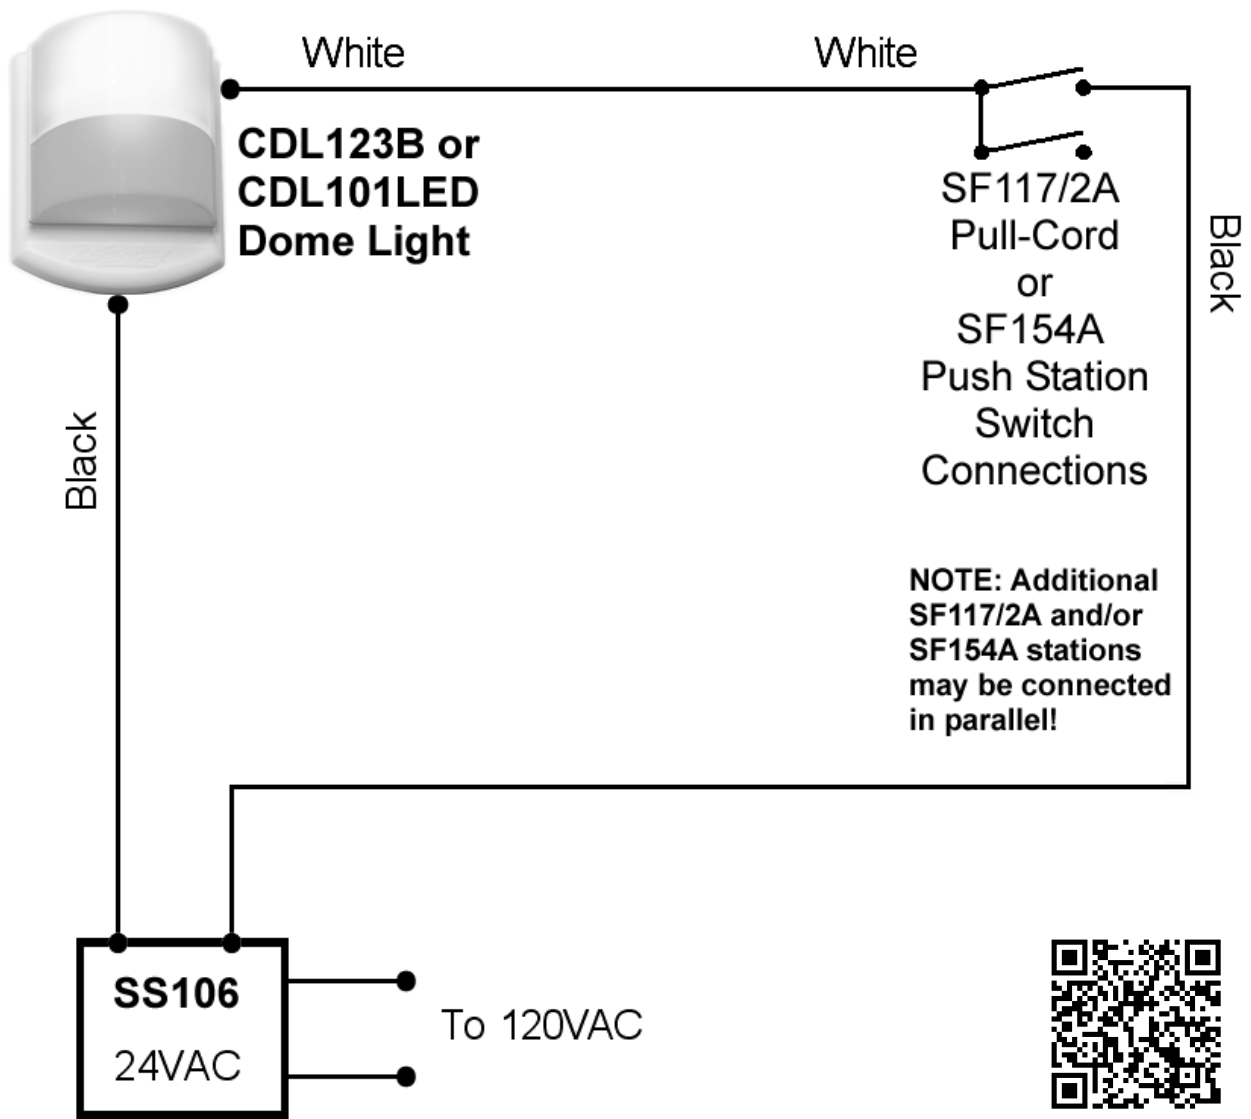 White
White
CDL123B or
CDL101LED
Dome Light
SF117/2A
Pull-Cord
or
SF154A
Push Station
Switch
Connections
Black
Black
NOTE: Additional
SF117/2A and/or
SF154A stations
may be connected
in parallel!
SS106
24VAC
To 120VAC